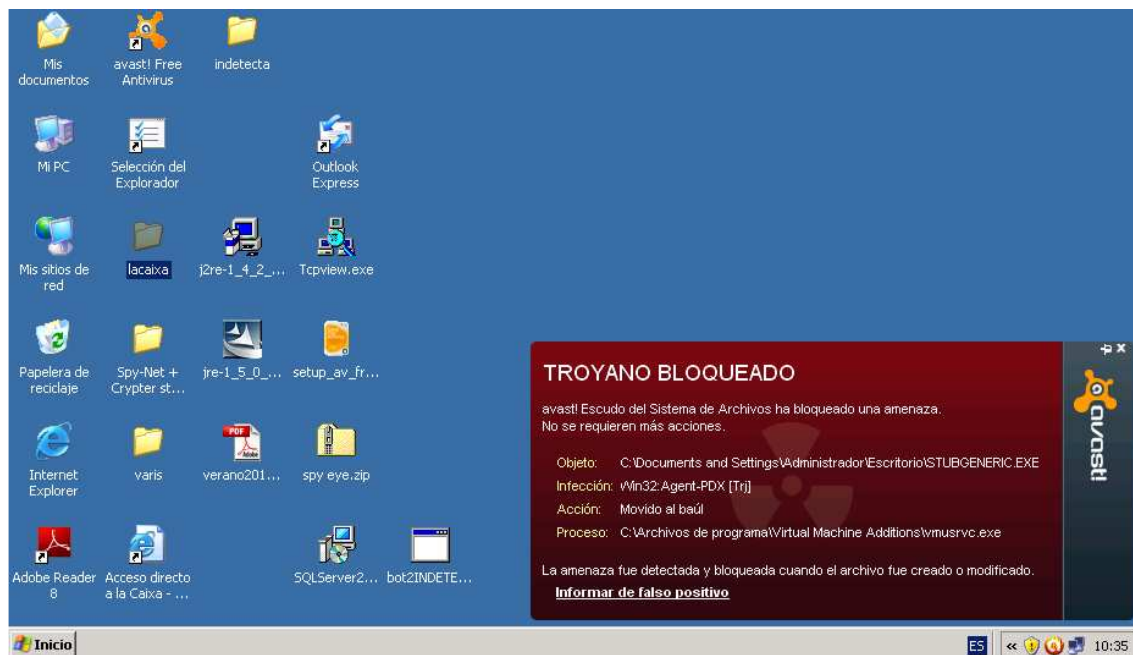 Mis
documentos
avast! Free
Antivirus
indetecta
Mi PC
Selección del
Explorador
Outlook
Express
Mis sitios de
red
lacaixa
j2re-1_4_2_...
Tcpview.exe
Papelera de
reciclaje
Spy-Net +
Crypter st...
jre-1_5_0_...
setup_av_fr...
Internet
Explorer
varis
PDF
Adobe
verano201...
spy eye.zip
Adobe Reader
8
Acceso directo
a la Caixa - ...
SQLServer2...
bot2INDETE...
TROYANO BLOQUEADO
avast! Escudo del Sistema de Archivos ha bloqueado una amenaza.
No se requieren más acciones.
Objeto: C:\Documents and Settings\Administrador\Escritorio\STUBGENERIC.EXE
Infección: Win32:Agent-PDX [Trj]
Acción: Movido al baúl
Proceso: C:\Archivos de programa\Virtual Machine Additions\vmusrvc.exe
La amenaza fue detectada y bloqueada cuando el archivo fue creado o modificado.
Informar de falso positivo
avast!
Inicio
ES
«
10:35